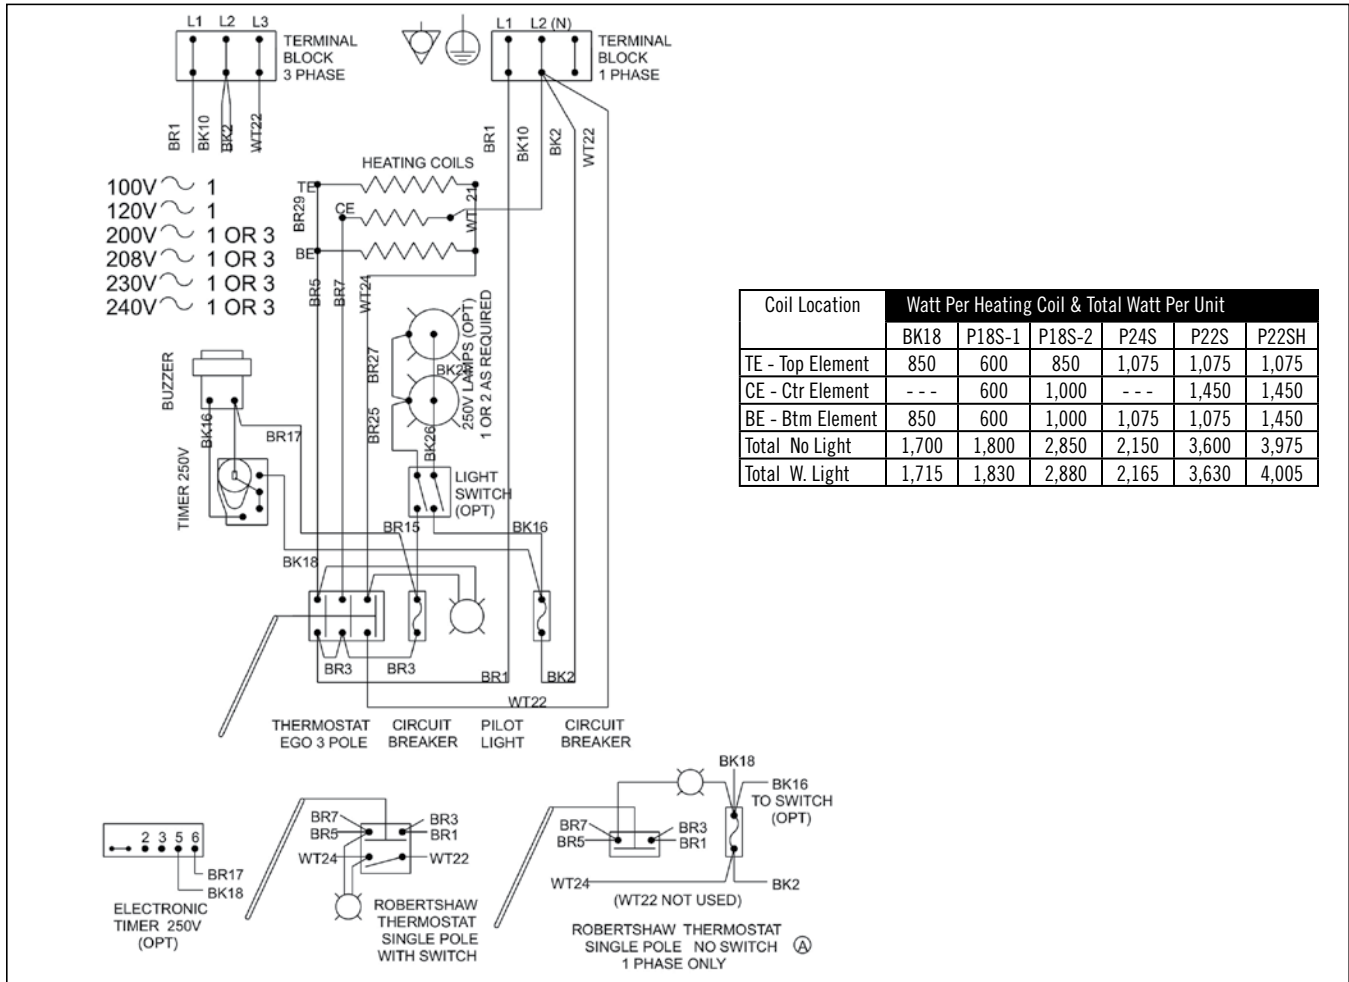 L1 L2 L3
TERMINAL
BLOCK
3 PHASE
L1 L2 (N)
TERMINAL
BLOCK
1 PHASE
BR1
BK10
BK2
WT22
BR1
BK10
BK2
WT22
HEATING COILS
TE
CE
BE
BR29
WT 21
BR5
BR7
WT24
100V ~ 1
120V ~ 1
200V ~ 1 OR 3
208V ~ 1 OR 3
230V ~ 1 OR 3
240V ~ 1 OR 3
BUZZER
BK16
BR17
TIMER 250V
BK18
BR27
BR25
BK26
250V LAMPS (OPT)
1 OR 2 AS REQUIRED
LIGHT
SWITCH
(OPT)
BR15
BK16
BR3
BR3
BR1
BK2
WT22
THERMOSTAT
EGO 3 POLE
CIRCUIT
BREAKER
PILOT
LIGHT
CIRCUIT
BREAKER
2 3 5 6
BR17
BK18
ELECTRONIC
TIMER 250V
(OPT)
BR7
BR5
WT24
BR3
BR1
WT22
ROBERTSHAW
THERMOSTAT
SINGLE POLE
WITH SWITCH
BK18
BK16
TO SWITCH
(OPT)
BR7
BR5
BR3
BR1
WT24
BK2
(WT22 NOT USED)
ROBERTSHAW THERMOSTAT
SINGLE POLE NO SWITCH A
1 PHASE ONLY
Coil Location Watt Per Heating Coil & Total Watt Per Unit
BK18 P18S-1 P18S-2 P24S P22S P22SH
TE - Top Element 850 600 850 1,075 1,075 1,075
CE - Ctr Element --- 600 1,000 --- 1,450 1,450
BE - Btm Element 850 600 1,000 1,075 1,075 1,450
Total No Light 1,700 1,800 2,850 2,150 3,600 3,975
Total W. Light 1,715 1,830 2,880 2,165 3,630 4,005